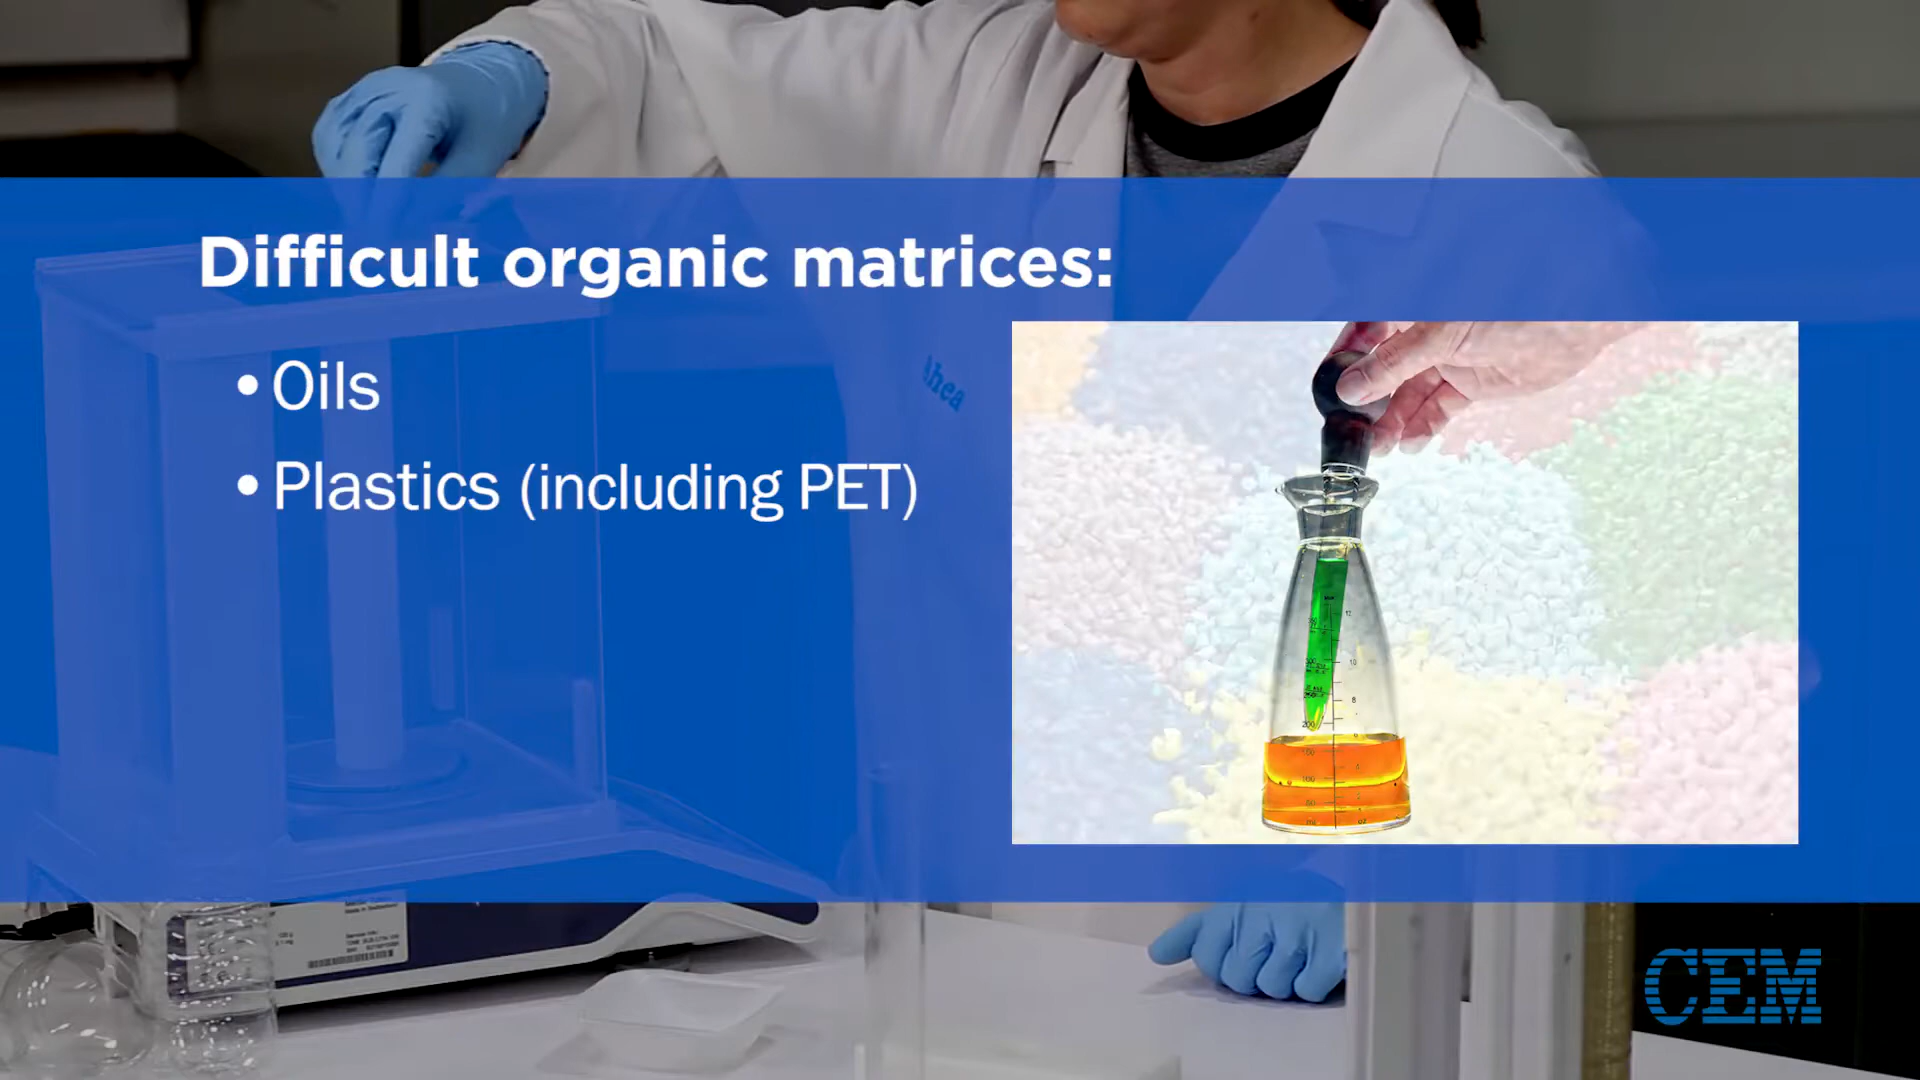 Difficult organic matrices:
• Oils
• Plastics (including PET)
CEM